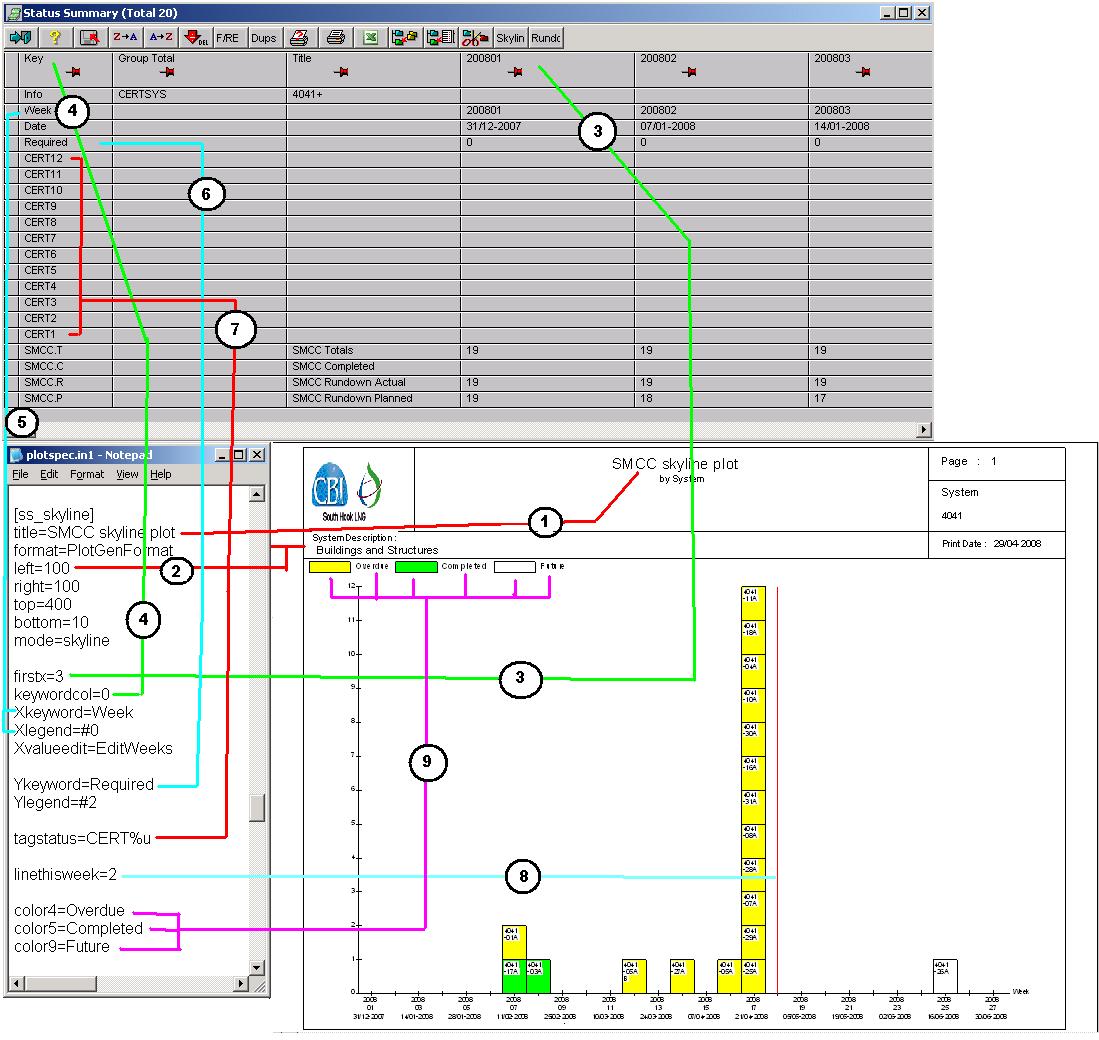 Status Summary (Total 20)
? Z→A A→Z DEL F/RE Dups Skylin Rundc
Key Group Total Title 200801 200802 200803
Info CERTSYS 4041+
Week 200801 200802 200803
Date 31/12-2007 07/01-2008 14/01-2008
Required 0 0 0
CERT12
CERT11
CERT10
CERT9
CERT8
CERT7
CERT6
CERT5
CERT4
CERT3
CERT2
CERT1
SMCC.T SMCC Totals 19 19 19
SMCC.C SMCC Completed
SMCC.R SMCC Rundown Actual 19 19 19
SMCC.P SMCC Rundown Planned 19 18 17
4
3
6
7
5
plotspec.in1 - Notepad
File Edit Format View Help
[ss_skyline]
title=SMCC skyline plot
format=PlotGenFormat
left=100
right=100
top=400
bottom=10
mode=skyline
firstx=3
keywordcol=0
Xkeyword=Week
Xlegend=#0
Xvalueedit=EditWeeks
Ykeyword=Required
Ylegend=#2
tagstatus=CERT%u
linethisweek=2
color4=Overdue
color5=Completed
color9=Future
2
4
CBI
South Hook LNG
SMCC skyline plot
by System
Page : 1
System
4041
Print Date : 29/04-2008
1
System Description :
Buildings and Structures
Overdue Completed Future
3
9
8
12
11
10
9
8
7
6
5
4
3
2
1
0
4041 -11A
4041 -18A
4041 -04A
4041 -10A
4041 -30A
4041 -16A
4041 -31A
4041 -08A
4041 -28A
4041 -07A
4041 -29A
4041 -25A
4041 -01A
4041 -17A
4041 -03A
4041 -05A B
4041 -27A
4041 -06A
4041 -26A
Week
2008 2008 2008 2008 2008 2008 2008 2008 2008 2008 2008 2008 2008 2008
01 03 05 07 09 11 13 15 17 19 21 23 25 27
31/12-2007 14/01-2008 28/01-2008 11/02-2008 25/02-2008 10/03-2008 24/03-2008 07/04-2008 21/04-2008 05/05-2008 19/05-2008 02/06-2008 16/06-2008 30/06-2008